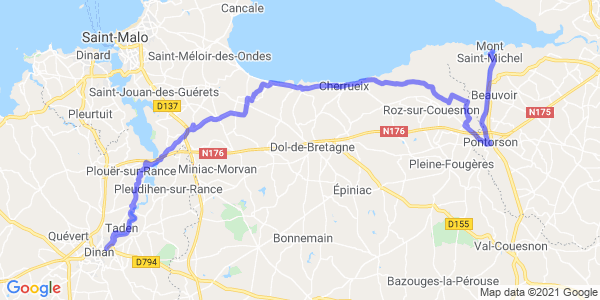 Cancale
Saint-Malo
Dinard
Saint-Méloir-des-Ondes
Mont
Saint-Michel
Saint-Jouan-des-Guérets
Cherrueix
Beauvoir
D137
Roz-sur-Couesnon
N175
Pleurtuit
N176
Pontorson
Dol-de-Bretagne
N176
Plouër-sur-Rance
Miniac-Morvan
Pleine-Fougères
Pleudihen-sur-Rance
Épiniac
Taden
D155
Quévert
Bonnemain
Val-Couesnon
Dinan
D794
Bazouges-la-Pérouse
Google
Map data ©2021 Google